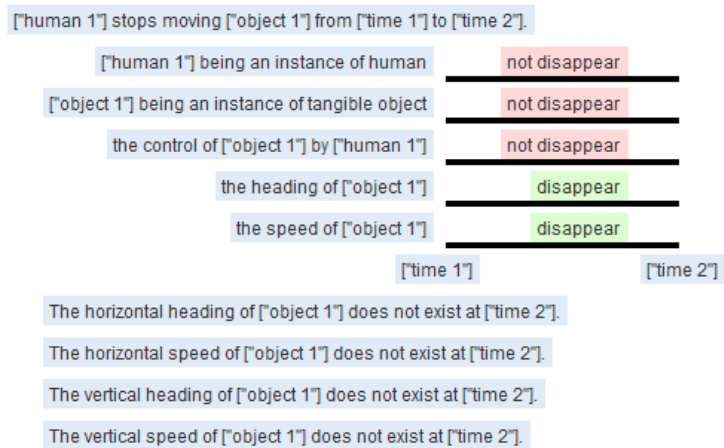 ["human 1"] stops moving ["object 1"] from ["time 1"] to ["time 2"].
["human 1"] being an instance of human not disappear
["object 1"] being an instance of tangible object not disappear
the control of ["object 1"] by ["human 1"] not disappear
the heading of ["object 1"] disappear
the speed of ["object 1"] disappear
["time 1"] ["time 2"]
The horizontal heading of ["object 1"] does not exist at ["time 2"].
The horizontal speed of ["object 1"] does not exist at ["time 2"].
The vertical heading of ["object 1"] does not exist at ["time 2"].
The vertical speed of ["object 1"] does not exist at ["time 2"].